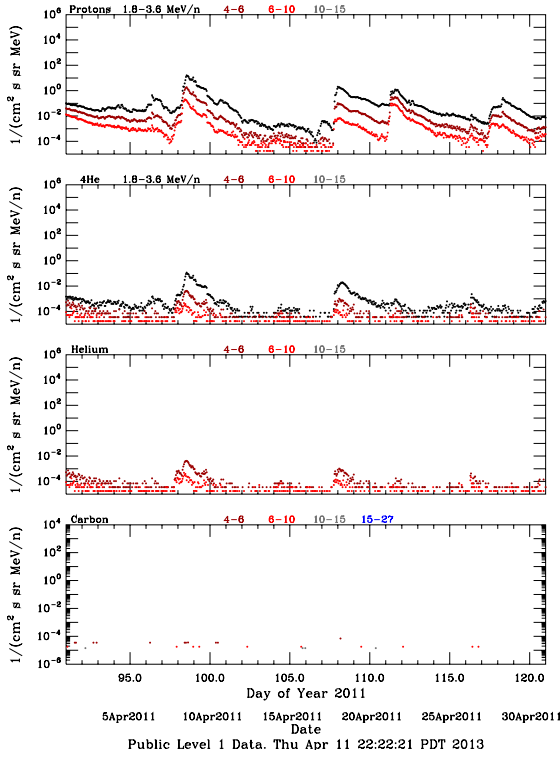 Protons 1.8-3.6 MeV/n 4-6 6-10 10-15
10^6
10^4
10^2
10^0
10^-2
10^-4
1/(cm^2 s sr MeV)
4He 1.8-3.6 MeV/n 4-6 6-10 10-15
10^6
10^4
10^2
10^0
10^-2
10^-4
1/(cm^2 s sr MeV/n)
Helium 4-6 6-10 10-15
10^6
10^4
10^2
10^0
10^-2
10^-4
1/(cm^2 s sr MeV/n)
Carbon 4-6 6-10 10-15 15-27
10^4
10^2
10^0
10^-2
10^-4
10^-6
1/(cm^2 s sr MeV/n)
95.0 100.0 105.0 110.0 115.0 120.0
Day of Year 2011
5Apr2011 10Apr2011 15Apr2011 20Apr2011 25Apr2011 30Apr2011
Date
Public Level 1 Data. Thu Apr 11 22:22:21 PDT 2013